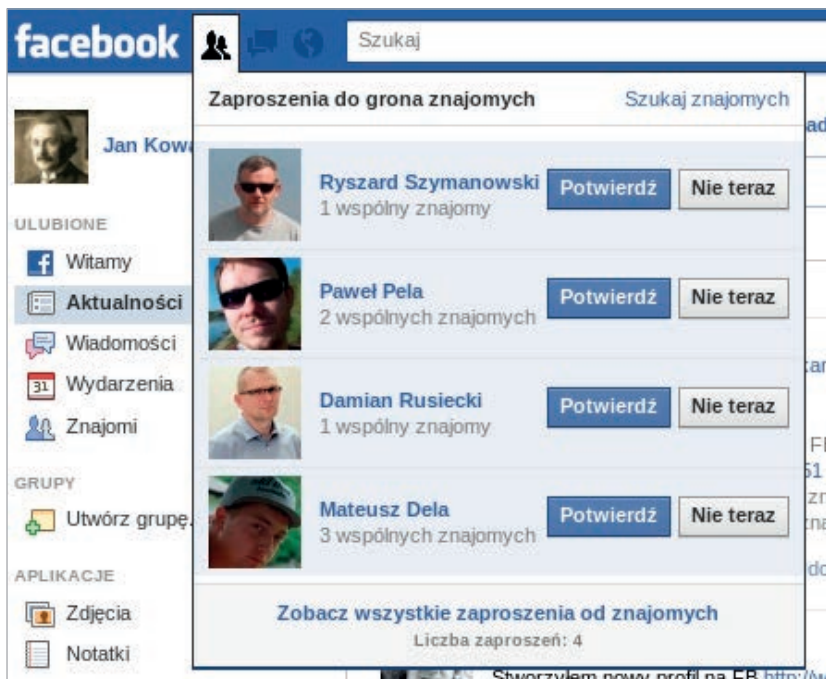 facebook
Szukaj
Zaproszenia do grona znajomych Szukaj znajomych
Jan Kowa
Ryszard Szymanowski Potwierdź Nie teraz
1 wspólny znajomy
ULUBIONE
Witamy
Paweł Pela Potwierdź Nie teraz
2 wspólnych znajomych
Aktualności
Wiadomości
31 Wydarzenia
Znajomi
Damian Rusiecki Potwierdź Nie teraz
1 wspólny znajomy
GRUPY
Utwórz grupę.
Mateusz Dela Potwierdź Nie teraz
3 wspólnych znajomych
APLIKACJE
Zdjęcia
Notatki
Zobacz wszystkie zaproszenia od znajomych
Liczba zaproszeń: 4
Stworzyłem nowy profil na FB